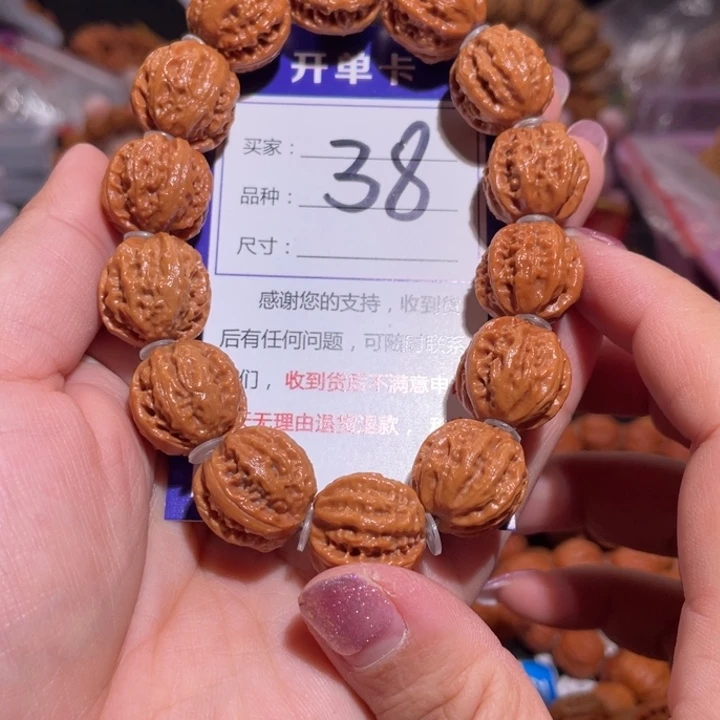 开单卡
买家：
38
品种：
尺寸：
感谢您的支持，收到货
后有任何问题，可随时联系
们，收到货后不满意
无理由退货退款，